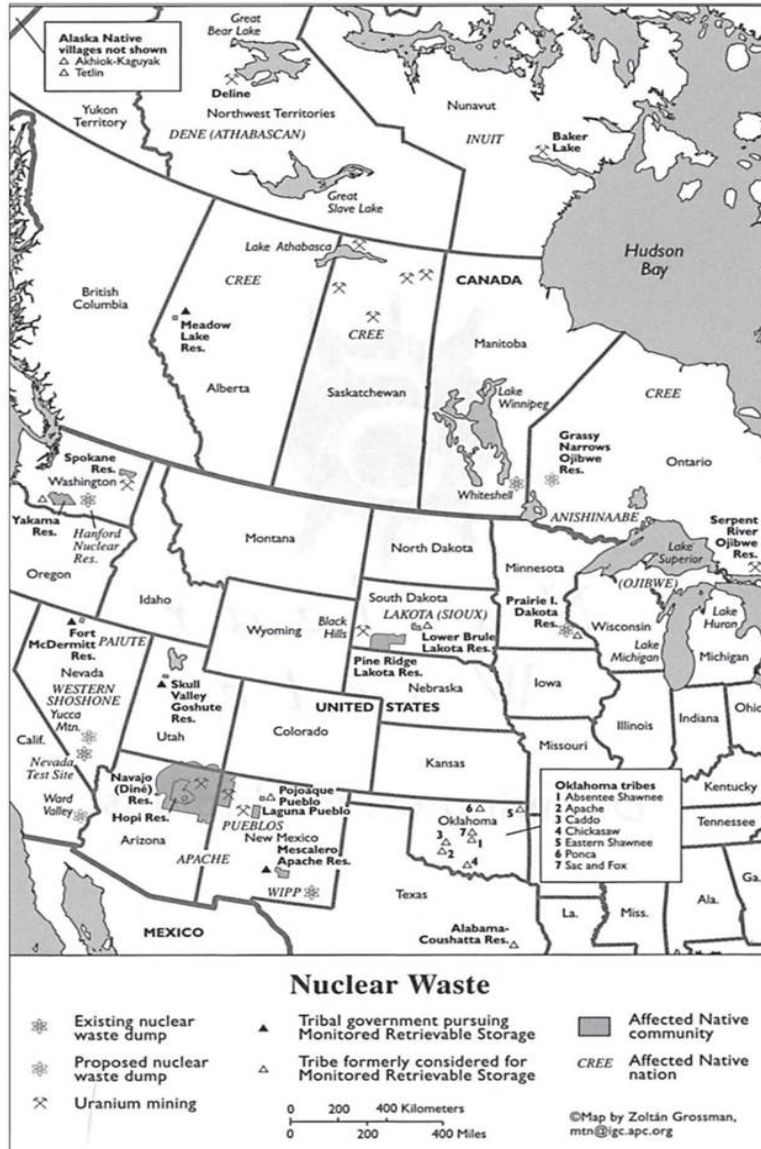 Alaska Native
villages not shown
Akhiok-Kaguyak
Tetlin
Great
Bear Lake
Deline
Yukon
Territory
Northwest Territories
DENE (ATHABASCAN)
Great
Slave Lake
Nunavut
INUIT
Baker
Lake
Hudson
Bay
Lake Athabasca
British
Columbia
CREE
Meadow
Lake
Res.
Alberta
CREE
Saskatchewan
CANADA
Manitoba
Lake
Winnipeg
Whiteshell
CREE
Grassy
Narrows
Ojibwe
Res.
Ontario
ANISHINAABE
Serpent
River
Ojibwe
Res.
Spokane
Res.
Washington
Yakama
Res.
Hanford
Nuclear
Res.
Oregon
Idaho
Montana
North Dakota
Minnesota
Lake
Superior
(OJIBWE)
Wyoming
Black
Hills
South Dakota
LAKOTA (SIOUX)
Lower Brule
Lakota Res.
Pine Ridge
Lakota Res.
Prairie I.
Dakota
Res.
Wisconsin
Lake
Michigan
Lake
Huron
Michigan
Fort
McDermitt
Res.
PAIUTE
Nevada
WESTERN
SHOSHONE
Yucca
Mtn.
Calif.
Nevada
Test Site
Ward
Valley
Skull
Valley
Goshute
Res.
Utah
UNITED STATES
Colorado
Nebraska
Iowa
Illinois
Indiana
Ohio
Kansas
Missouri
Kentucky
Tennessee
Navajo
(Diné)
Res.
Hopi Res.
Arizona
APACHE
Pojoaque
Pueblo
Laguna Pueblo
PUEBLOS
New Mexico
Mescalero
Apache Res.
WIPP
6
5
Oklahoma
3
7
1
2
4
Oklahoma tribes
1 Absentee Shawnee
2 Apache
3 Caddo
4 Chickasaw
5 Eastern Shawnee
6 Ponca
7 Sac and Fox
Texas
Alabama-
Coushatta Res.
La.
Miss.
Ala.
Ga.
MEXICO
Nuclear Waste
Existing nuclear
waste dump
Proposed nuclear
waste dump
Uranium mining
Tribal government pursuing
Monitored Retrievable Storage
Tribe formerly considered for
Monitored Retrievable Storage
0 200 400 Kilometers
0 200 400 Miles
Affected Native
community
CREE Affected Native
nation
©Map by Zoltán Grossman,
mtn@igc.apc.org